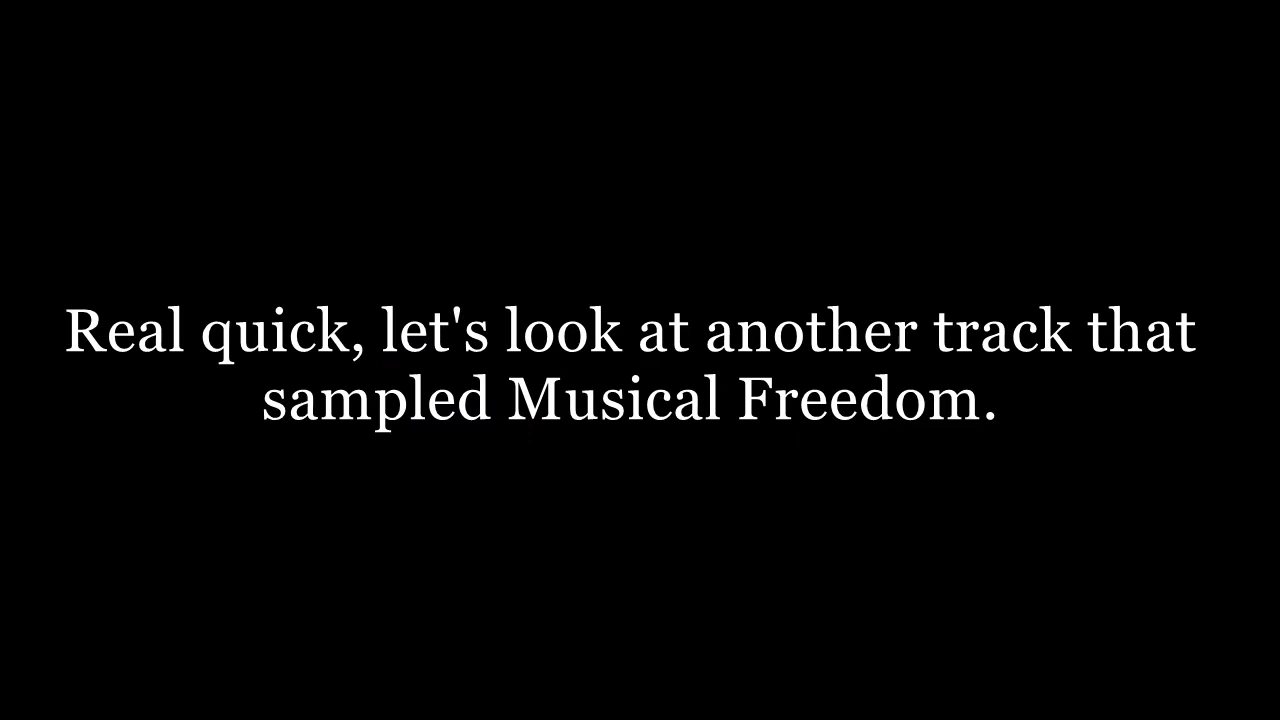 Real quick, let's look at another track that
sampled Musical Freedom.